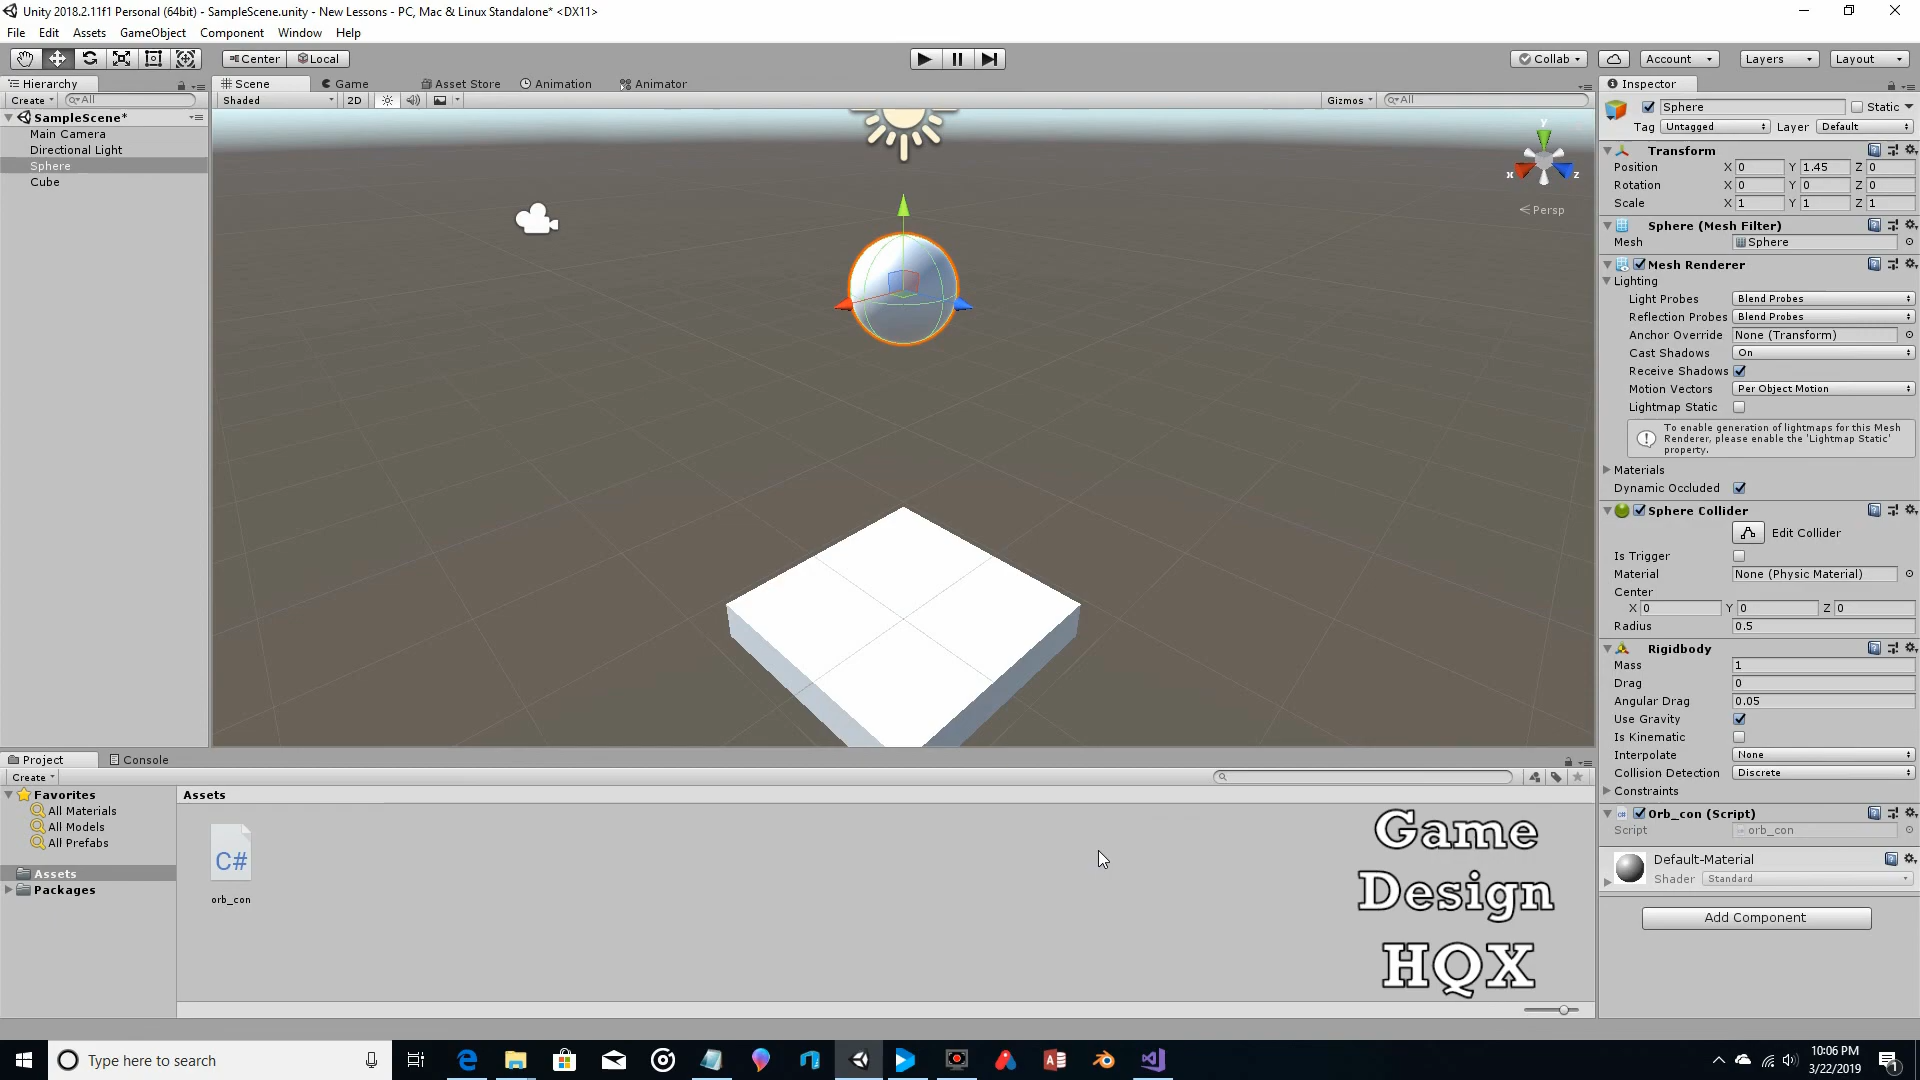 Unity 2018.2.11f1 Personal (64bit) - SampleScene.unity - New Lessons - PC, Mac & Linux Standalone* <DX11>
File Edit Assets GameObject Component Window Help
Center Local Collab Account Layers Layout
Hierarchy
Create All
SampleScene*
Main Camera
Directional Light
Sphere
Cube
Scene Game Asset Store Animation Animator
Shaded 2D Gizmos All
y
x z
Persp
Inspector
Sphere Static
Tag Untagged Layer Default
Transform
Position X 0 Y 1.45 Z 0
Rotation X 0 Y 0 Z 0
Scale X 1 Y 1 Z 1
Sphere (Mesh Filter)
Mesh Sphere
Mesh Renderer
Lighting
Light Probes Blend Probes
Reflection Probes Blend Probes
Anchor Override None (Transform)
Cast Shadows On
Receive Shadows
Motion Vectors Per Object Motion
Lightmap Static
To enable generation of lightmaps for this Mesh
Renderer, please enable the 'Lightmap Static'
property.
Materials
Dynamic Occluded
Sphere Collider
Edit Collider
Is Trigger
Material None (Physic Material)
Center
X 0 Y 0 Z 0
Radius 0.5
Rigidbody
Mass 1
Drag 0
Angular Drag 0.05
Use Gravity
Is Kinematic
Interpolate None
Collision Detection Discrete
Constraints
Orb_con (Script)
Script orb_con
Default-Material
Shader Standard
Add Component
Project Console
Create
Favorites
All Materials
All Models
All Prefabs
Assets
Packages
Assets
C#
orb_con
Game
Design
HQX
Type here to search
10:06 PM
3/22/2019
1